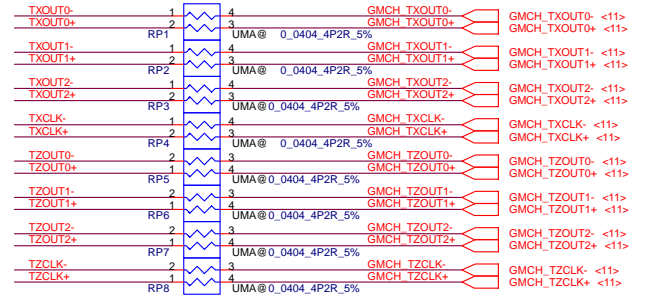 TXOUT0- 1 4 GMCH_TXOUT0- GMCH_TXOUT0- <11>
TXOUT0+ 2 3 GMCH_TXOUT0+ GMCH_TXOUT0+ <11>
RP1 UMA@ 0_0404_4P2R_5%
TXOUT1- 1 4 GMCH_TXOUT1- GMCH_TXOUT1- <11>
TXOUT1+ 2 3 GMCH_TXOUT1+ GMCH_TXOUT1+ <11>
RP2 UMA@ 0_0404_4P2R_5%
TXOUT2- 1 4 GMCH_TXOUT2- GMCH_TXOUT2- <11>
TXOUT2+ 2 3 GMCH_TXOUT2+ GMCH_TXOUT2+ <11>
RP3 UMA@ 0_0404_4P2R_5%
TXCLK- 1 4 GMCH_TXCLK- GMCH_TXCLK- <11>
TXCLK+ 2 3 GMCH_TXCLK+ GMCH_TXCLK+ <11>
RP4 UMA@ 0_0404_4P2R_5%
TZOUT0- 2 3 GMCH_TZOUT0- GMCH_TZOUT0- <11>
TZOUT0+ 1 4 GMCH_TZOUT0+ GMCH_TZOUT0+ <11>
RP5 UMA@ 0_0404_4P2R_5%
TZOUT1- 2 3 GMCH_TZOUT1- GMCH_TZOUT1- <11>
TZOUT1+ 1 4 GMCH_TZOUT1+ GMCH_TZOUT1+ <11>
RP6 UMA@ 0_0404_4P2R_5%
TZOUT2- 2 3 GMCH_TZOUT2- GMCH_TZOUT2- <11>
TZOUT2+ 1 4 GMCH_TZOUT2+ GMCH_TZOUT2+ <11>
RP7 UMA@ 0_0404_4P2R_5%
TZCLK- 2 3 GMCH_TZCLK- GMCH_TZCLK- <11>
TZCLK+ 1 4 GMCH_TZCLK+ GMCH_TZCLK+ <11>
RP8 UMA@ 0_0404_4P2R_5%